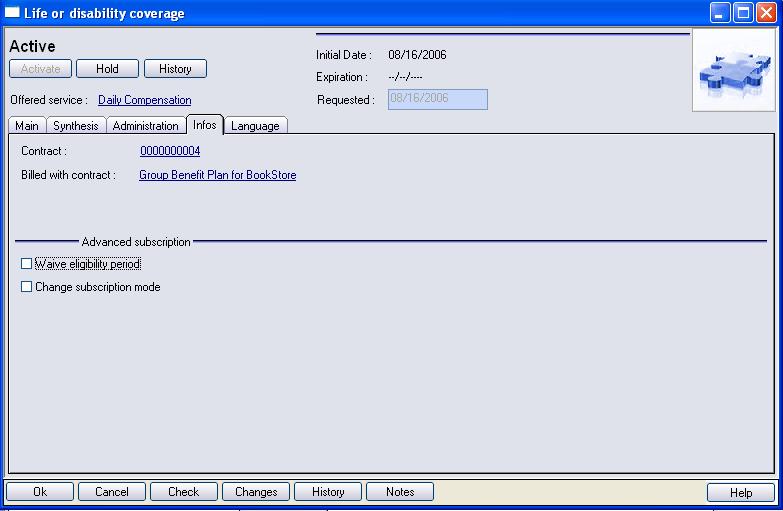 Life or disability coverage
Active
Activate Hold History
Initial Date : 08/16/2006
Expiration : --/--/----
Requested : 08/16/2006
Offered service : Daily Compensation
Main Synthesis Administration Infos Language
Contract : 0000000004
Billed with contract : Group Benefit Plan for BookStore
Advanced subscription
Waive eligibility period
Change subscription mode
Ok Cancel Check Changes History Notes Help